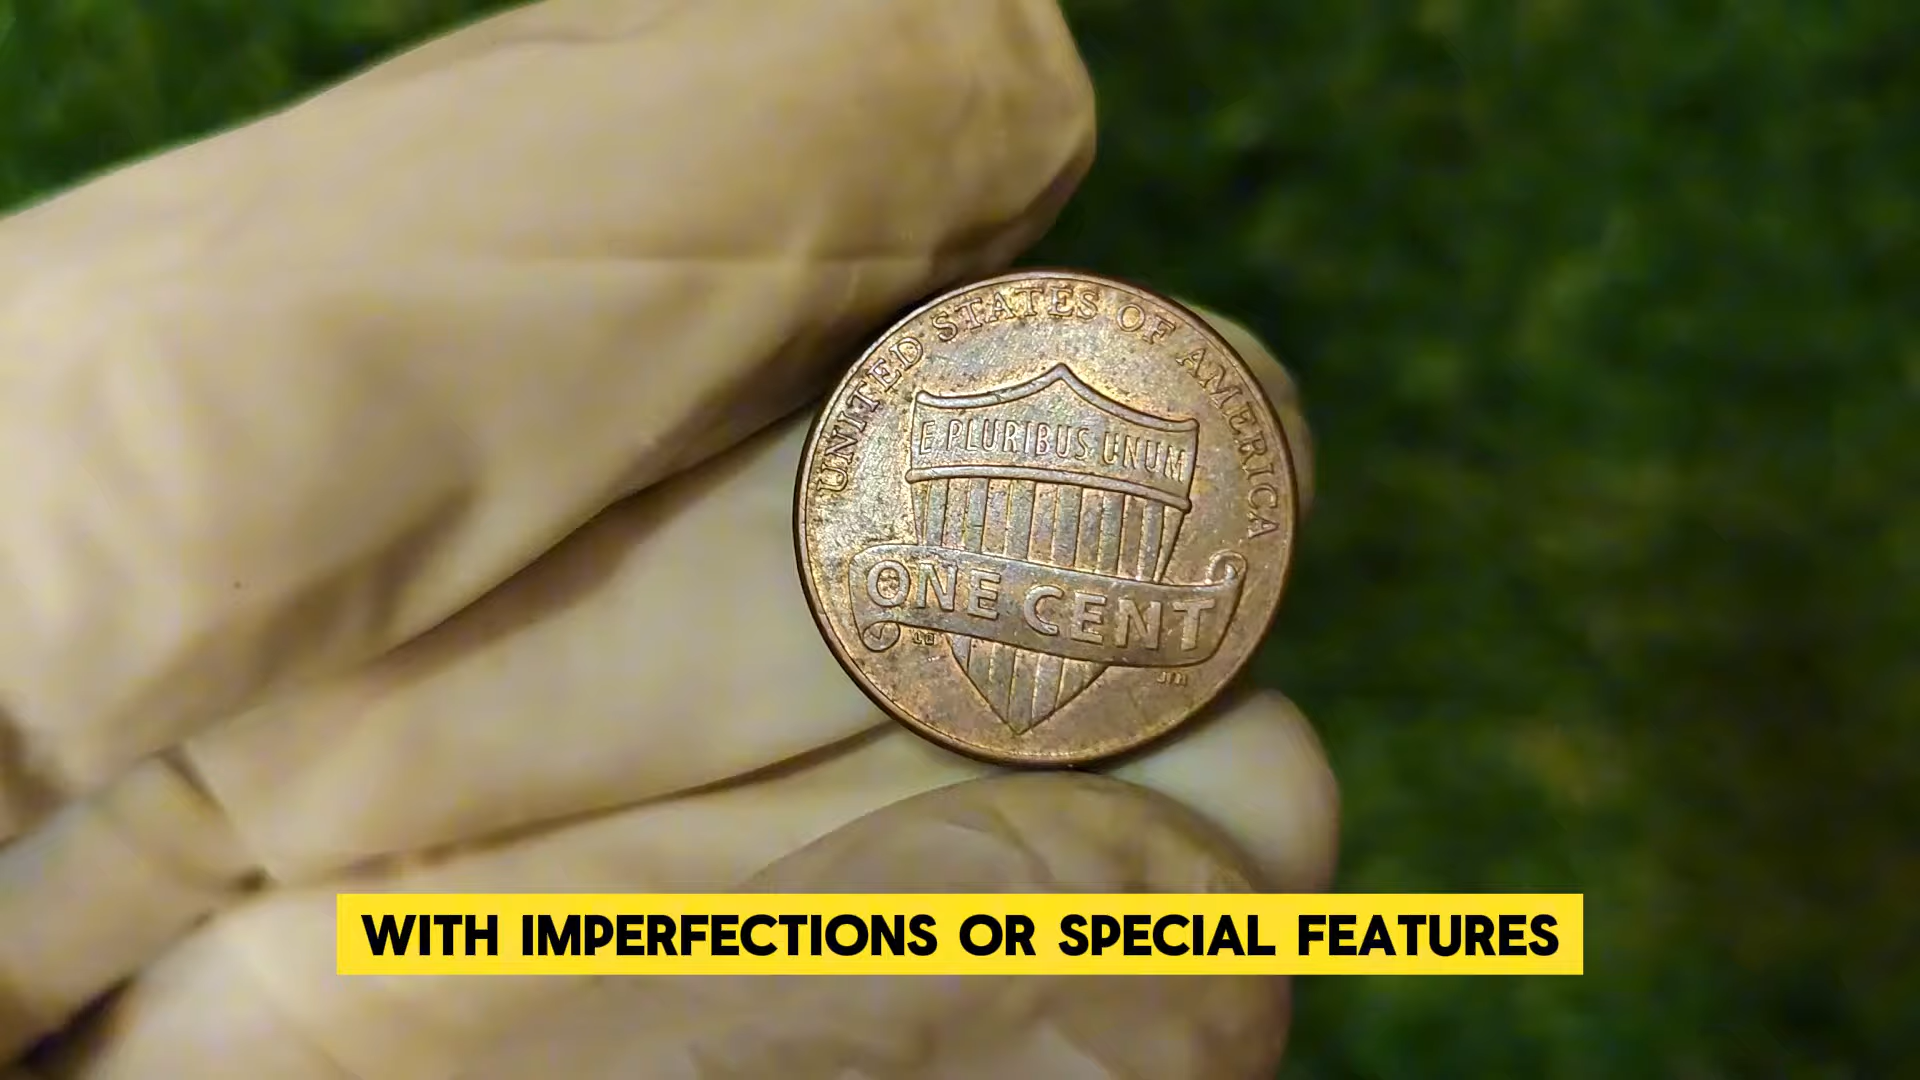 UNITED STATES OF AMERICA
E PLURIBUS UNUM
ONE CENT
WITH IMPERFECTIONS OR SPECIAL FEATURES